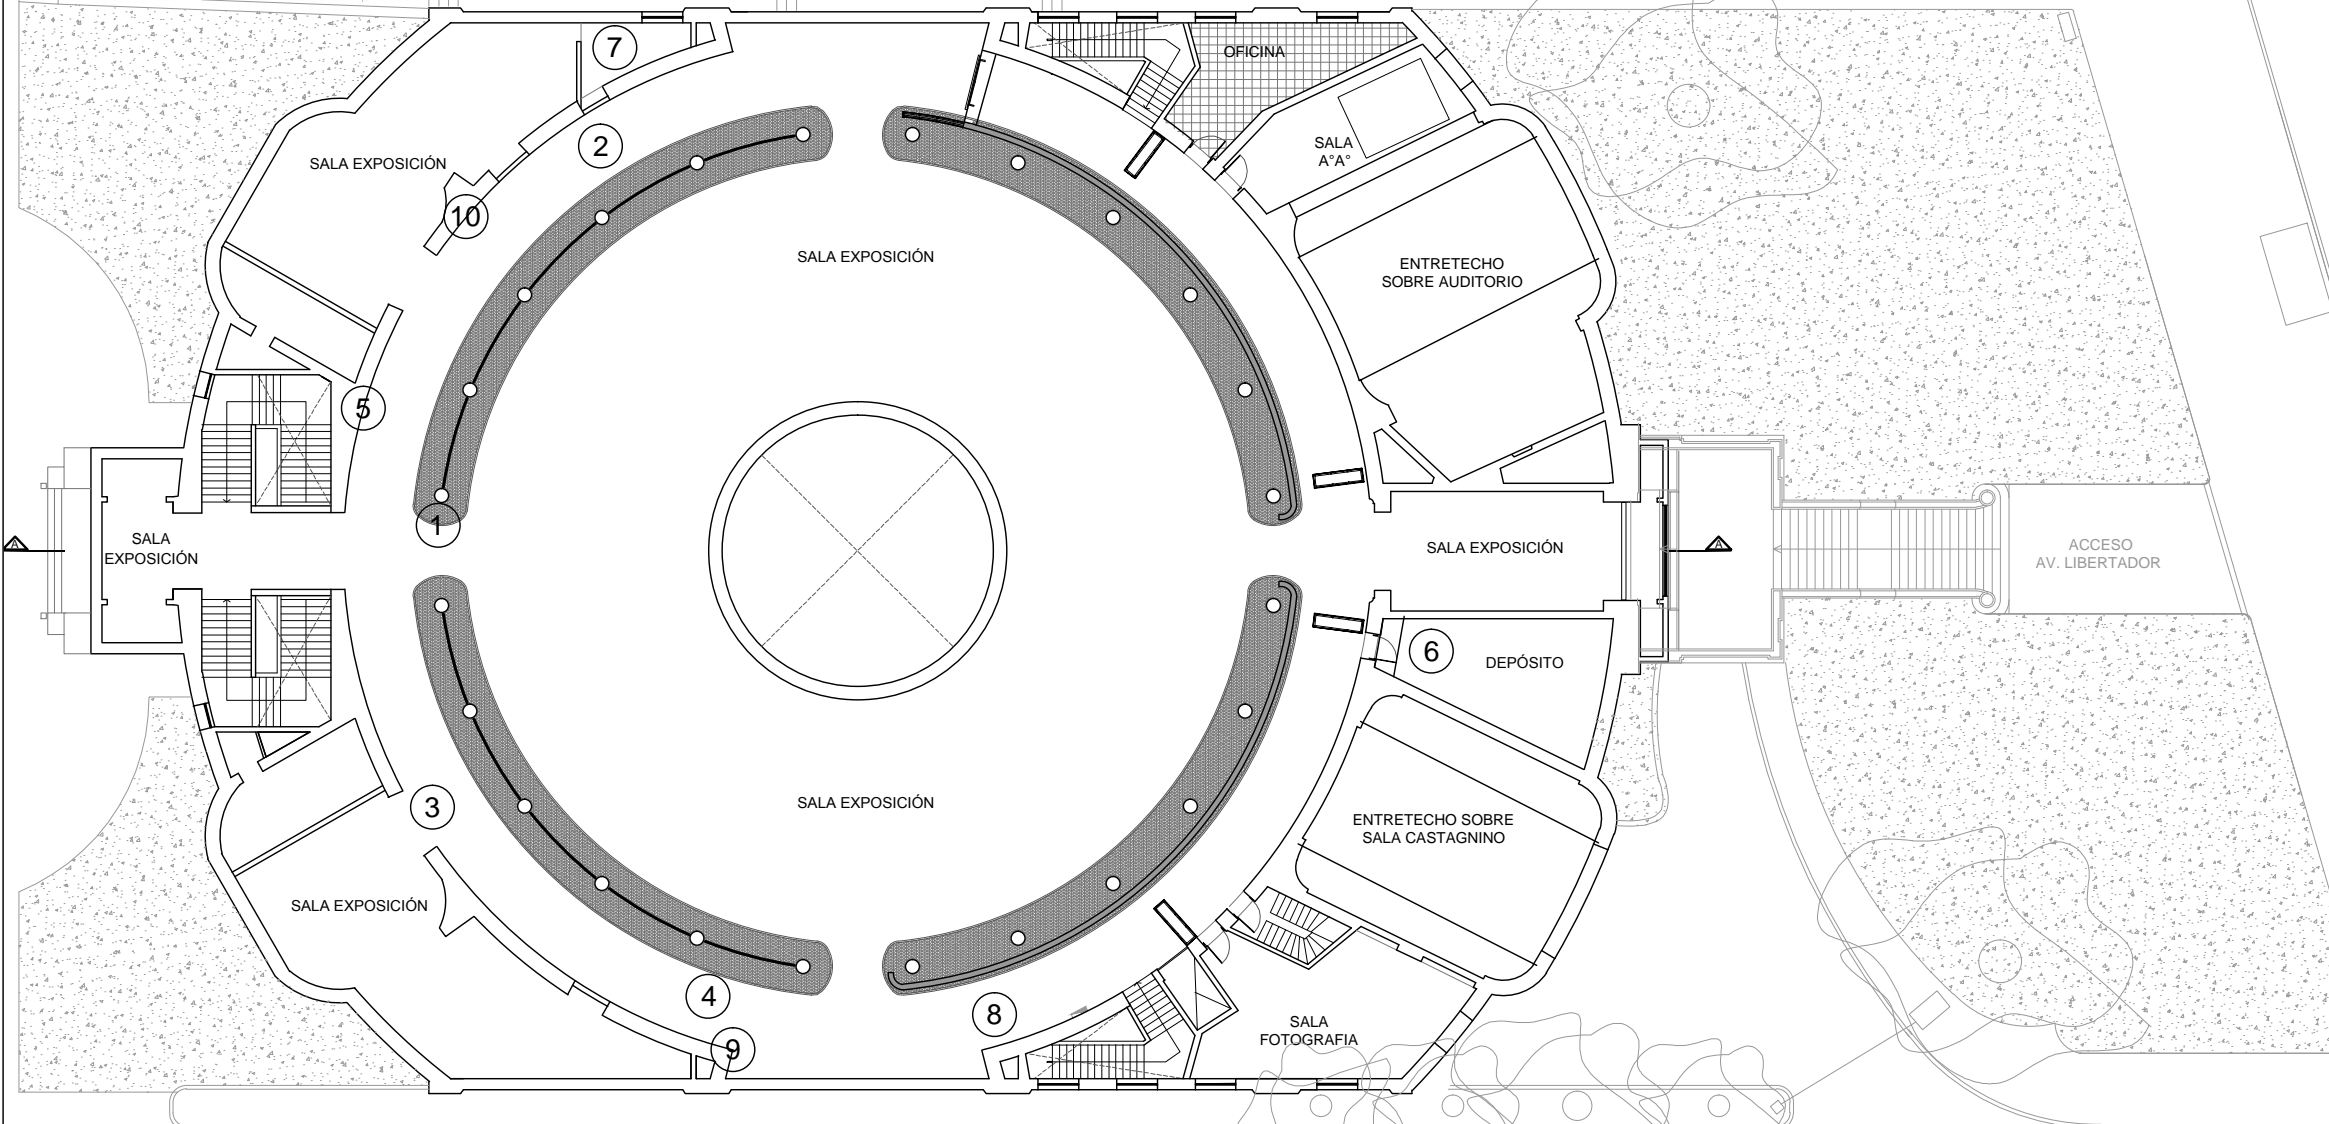 7
OFICINA
2
SALA
A°A°
SALA EXPOSICIÓN
10
SALA EXPOSICIÓN
ENTRETECHO
SOBRE AUDITORIO
5
1
SALA
EXPOSICIÓN
A
SALA EXPOSICIÓN
A
ACCESO
AV. LIBERTADOR
6
DEPÓSITO
3
SALA EXPOSICIÓN
ENTRETECHO SOBRE
SALA CASTAGNINO
SALA EXPOSICIÓN
4
8
SALA
FOTOGRAFIA
9